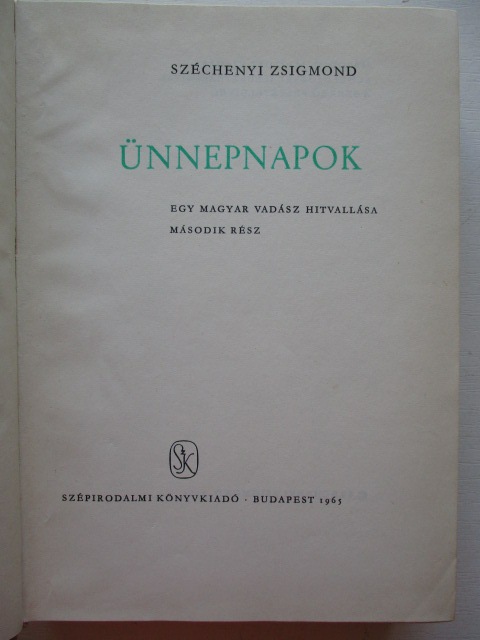 SZÉCHENYI ZSIGMOND
ÜNNEPNAPOK
EGY MAGYAR VADÁSZ HITVALLÁSA
MÁSODIK RÉSZ
SzK
SZÉPIRODALMI KÖNYVKIADÓ · BUDAPEST 1965